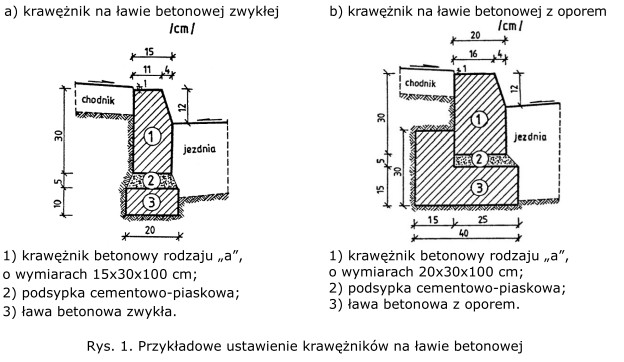 a) krawężnik na ławie betonowej zwykłej
/cm/
15
11 4
1
chodnik
12
30
1
jezdnia
5
2
10
3
20
1) krawężnik betonowy rodzaju „a”,
o wymiarach 15x30x100 cm;
2) podsypka cementowo-piaskowa;
3) ława betonowa zwykła.
b) krawężnik na ławie betonowej z oporem
/cm/
20
16 4
1
chodnik
12
30
1
jezdnia
5
2
30
15
3
15 25
40
1) krawężnik betonowy rodzaju „a”,
o wymiarach 20x30x100 cm;
2) podsypka cementowo-piaskowa;
3) ława betonowa z oporem.
Rys. 1. Przykładowe ustawienie krawężników na ławie betonowej